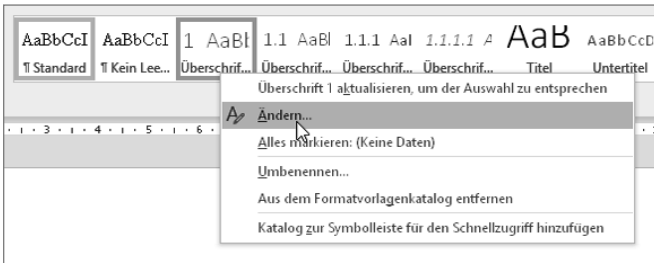 AaBbCcI AaBbCcI 1 AaBb 1.1 AaBl 1.1.1 Aal 1.1.1.1 A AaB AaBbCcD
¶ Standard ¶ Kein Lee... Überschrif... Überschrif... Überschrif... Überschrif... Titel Untertitel
Überschrift 1 aktualisieren, um der Auswahl zu entsprechen
Ändern...
Alles markieren: (Keine Daten)
Umbenennen...
Aus dem Formatvorlagenkatalog entfernen
Katalog zur Symbolleiste für den Schnellzugriff hinzufügen
· 3 · 4 · 5 · 6 ·